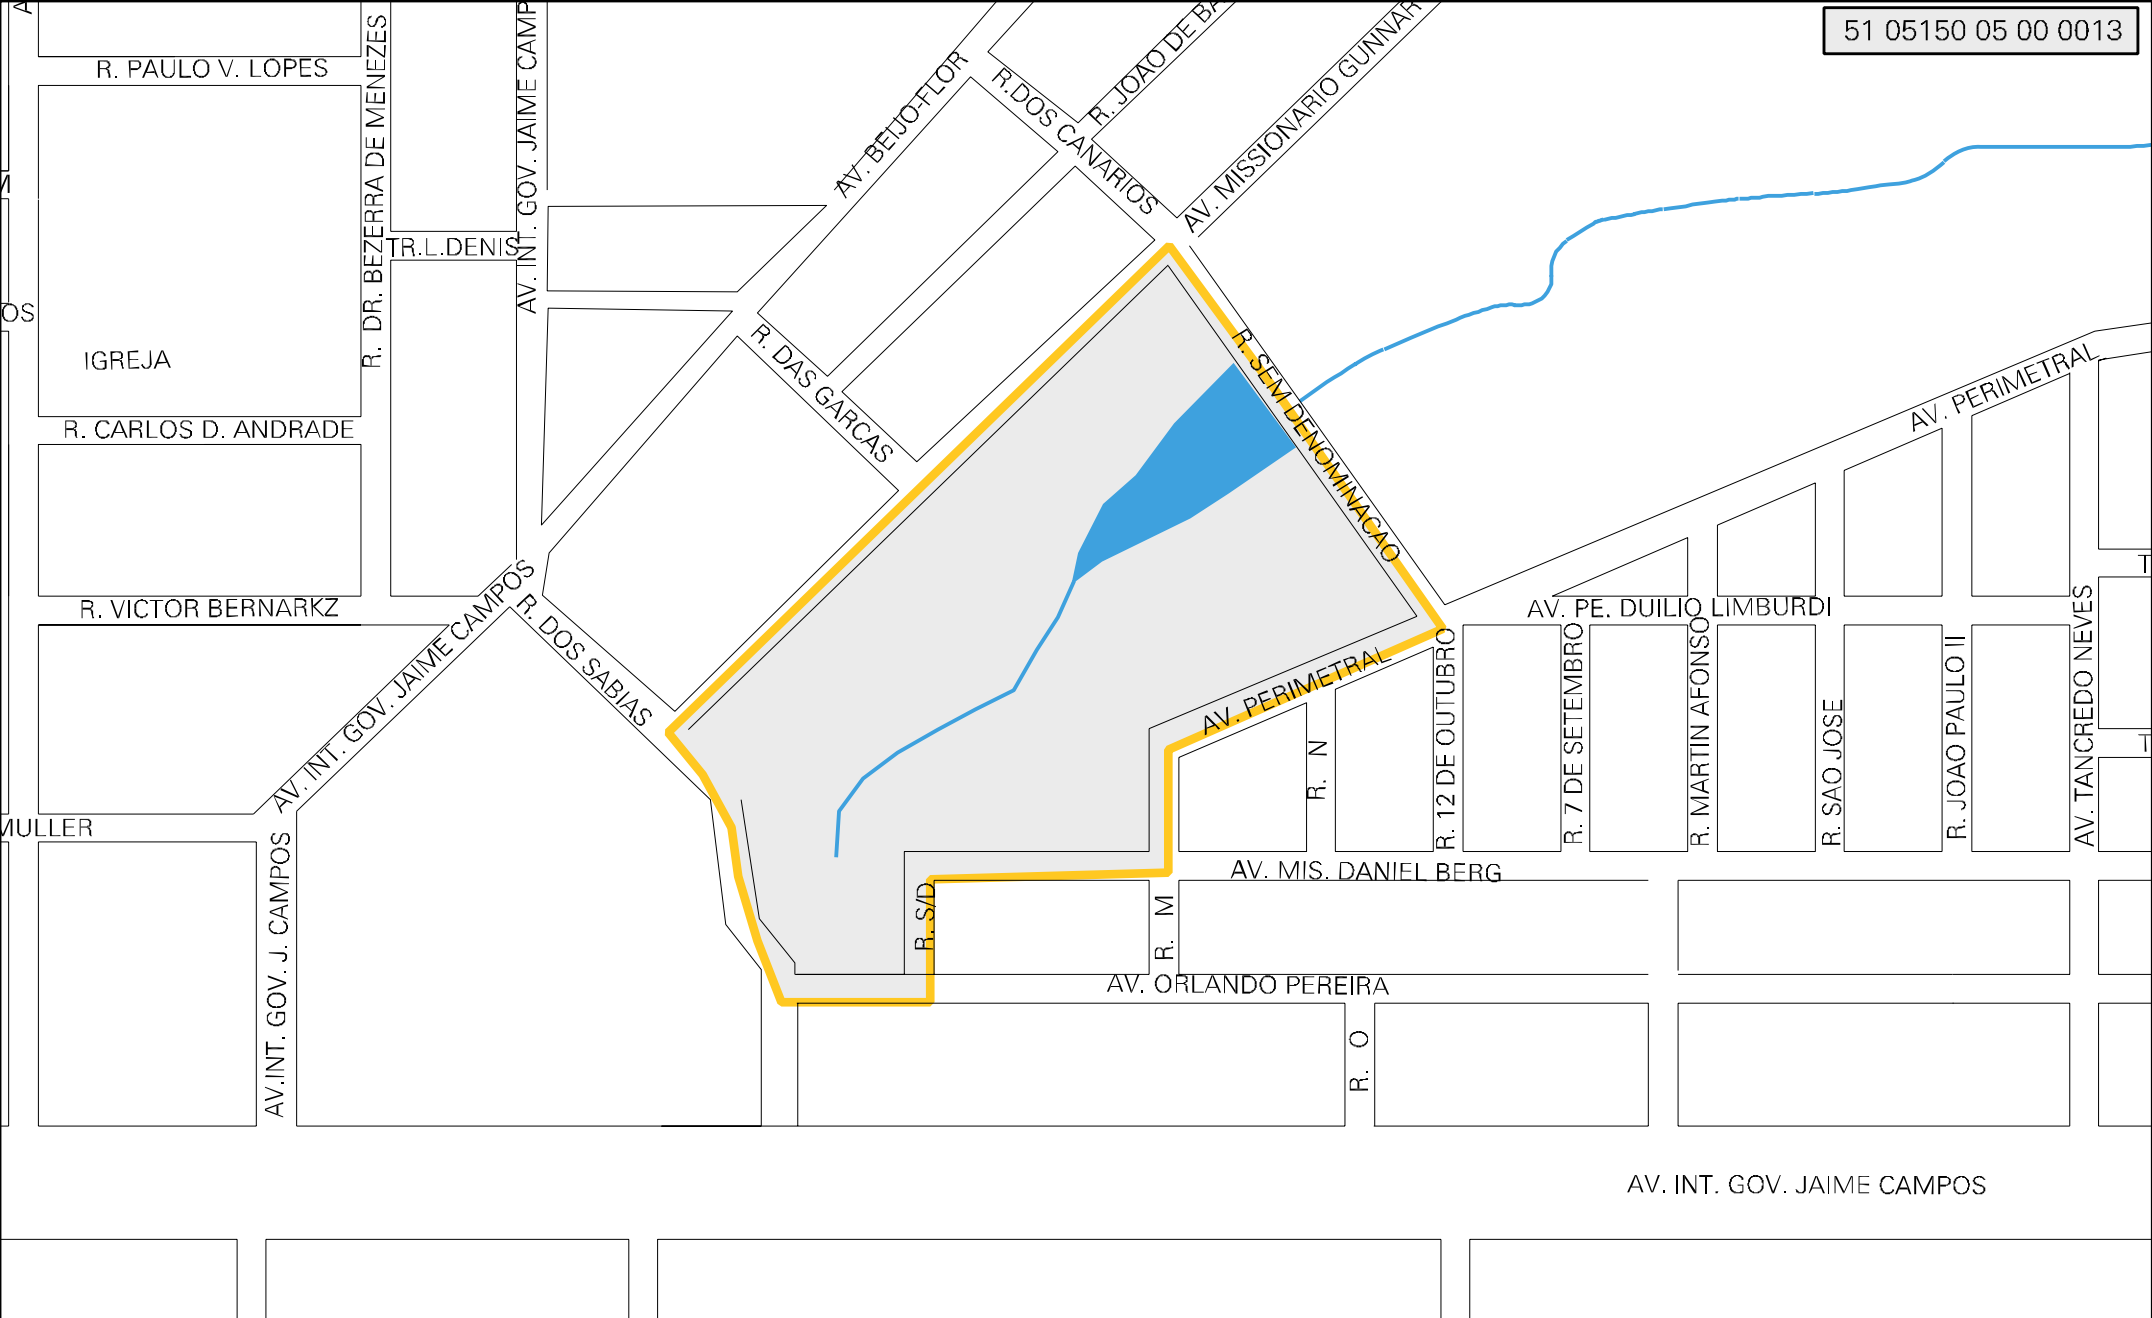 51 05150 05 00 0013
R. PAULO V. LOPES
R. DR. BEZERRA DE MENEZES
AV. INT. GOV. JAIME CAMP
AV. BEIJO-FLOR
R.DOS CANARIOS
R. JOAO DE BA
AV. MISSIONARIO GUNNAR
TR.L.DENIS
OS
IGREJA
R. CARLOS D. ANDRADE
R. DAS GARCAS
R. SEM DENOMINACAO
AV. PERIMETRAL
R. VICTOR BERNARKZ
AV. INT. GOV. JAIME CAMPOS
R. DOS SABIAS
AV. PE. DUILIO LIMBURDI
AV. PERIMETRAL
R. N
R. 12 DE OUTUBRO
R. 7 DE SETEMBRO
R. MARTIN AFONSO
R. SAO JOSE
R. JOAO PAULO II
AV. TANCREDO NEVES
T
T
MULLER
AV.INT. GOV. J. CAMPOS
AV. MIS. DANIEL BERG
R. S/D
R. M
AV. ORLANDO PEREIRA
R. O
AV. INT. GOV. JAIME CAMPOS